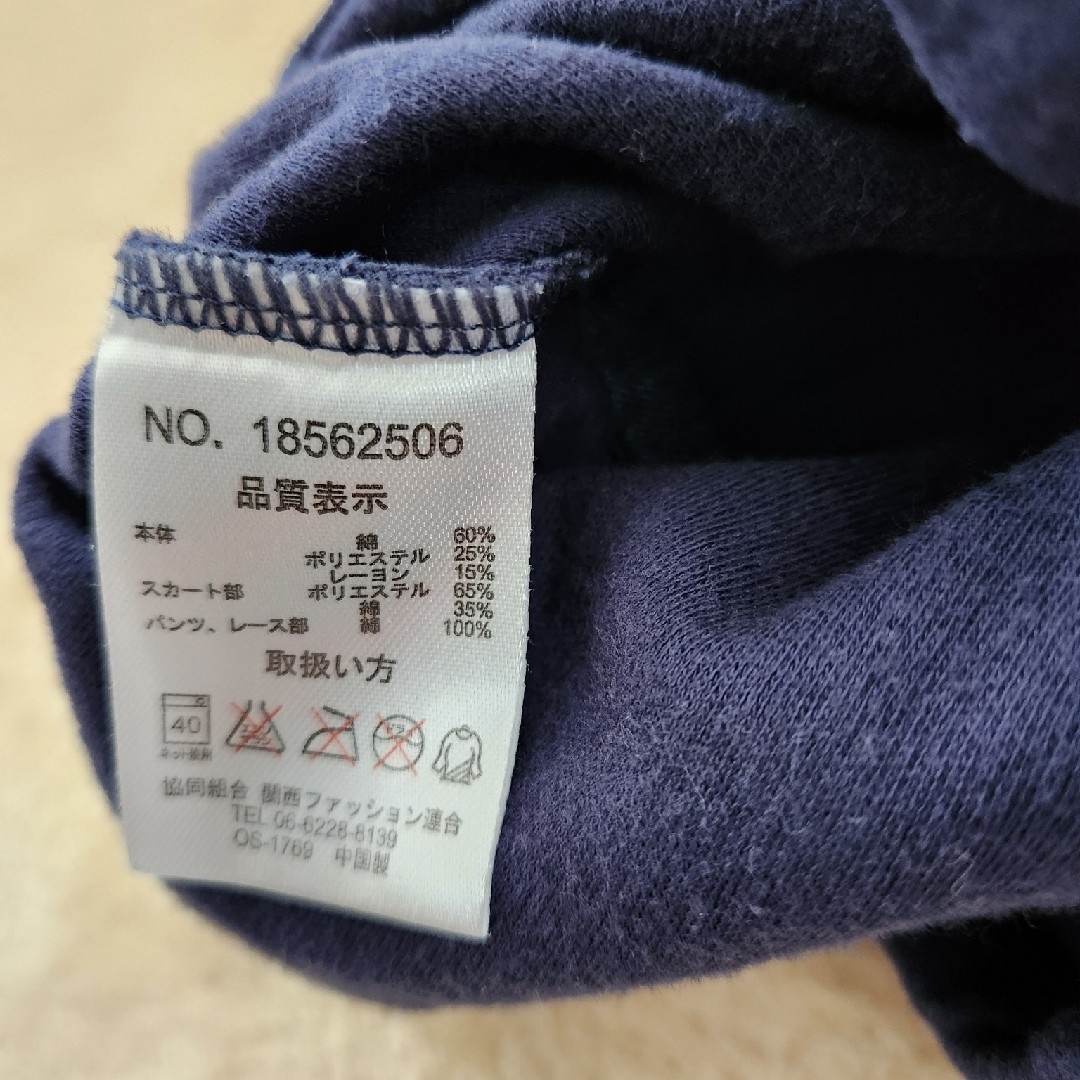 NO. 18562506
品質表示
本体 綿 60%
ポリエステル 25%
レーヨン 15%
スカート部 ポリエステル 65%
綿 35%
パンツ、レース部 綿 100%
取扱い方
40
ネット使用
協同組合 関西ファッション連合
TEL 06-6228-8139
OS-1769 中国製